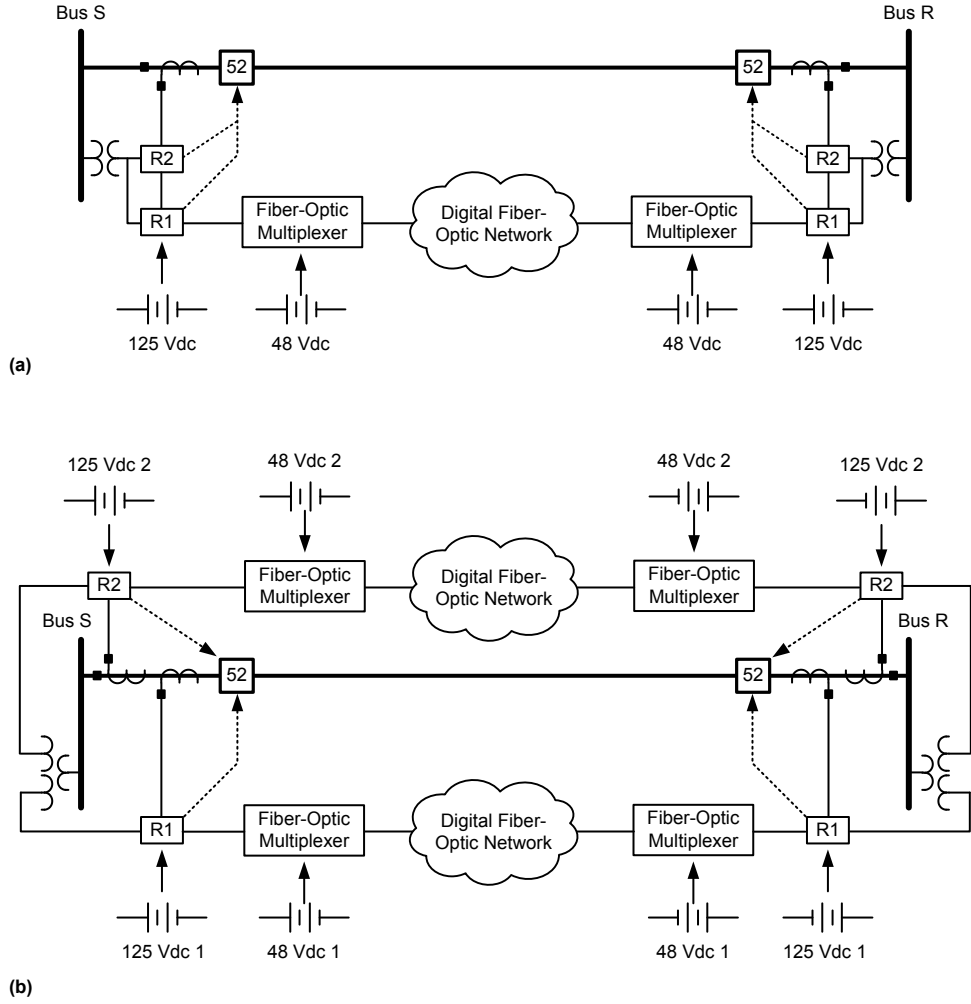 Bus S
Bus R
52
52
R2
R2
R1
Fiber-Optic
Multiplexer
Digital Fiber-
Optic Network
Fiber-Optic
Multiplexer
R1
125 Vdc
48 Vdc
48 Vdc
125 Vdc
(a)
125 Vdc 2
48 Vdc 2
48 Vdc 2
125 Vdc 2
R2
Fiber-Optic
Multiplexer
Digital Fiber-
Optic Network
Fiber-Optic
Multiplexer
R2
Bus S
Bus R
52
52
R1
Fiber-Optic
Multiplexer
Digital Fiber-
Optic Network
Fiber-Optic
Multiplexer
R1
125 Vdc 1
48 Vdc 1
48 Vdc 1
125 Vdc 1
(b)